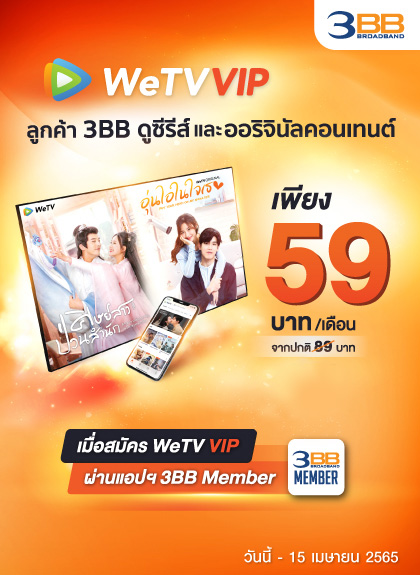 3BB
BROADBAND
WeTV VIP
ลูกค้า 3BB ดูซีรีส์ และ ออริจินัลคอนเทนต์
WeTV
อุ่นไอในใจเธอ
เพียง
59
บาท /เดือน
จากปกติ 89 บาท
เมื่อสมัคร WeTV VIP
ผ่านแอปฯ 3BB Member
3BB
BROADBAND
MEMBER
วันนี้ - 15 เมษายน 2565